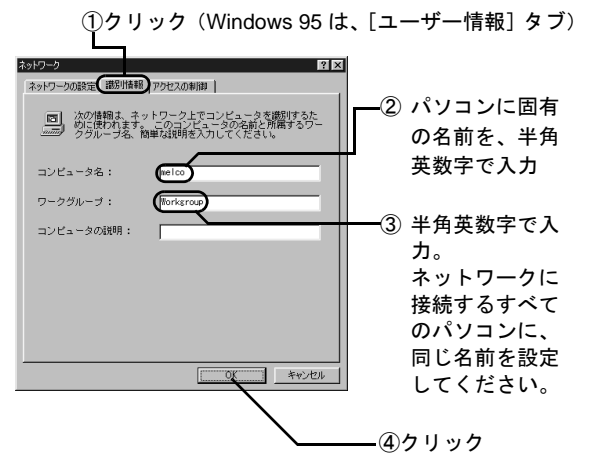 ①クリック（Windows 95 は、［ユーザー情報］タブ）
ネットワーク
ネットワークの設定 識別情報 アクセスの制御
次の情報は、ネットワーク上でコンピュータを識別するた
めに使われます。このコンピュータの名前と所属するワー
クグループ名、簡単な説明を入力してください。
コンピュータ名： melco
ワークグループ： Workgroup
コンピュータの説明：
OK キャンセル
② パソコンに固有
の名前を、半角
英数字で入力
③ 半角英数字で入
力。
ネットワークに
接続するすべて
のパソコンに、
同じ名前を設定
してください。
④クリック